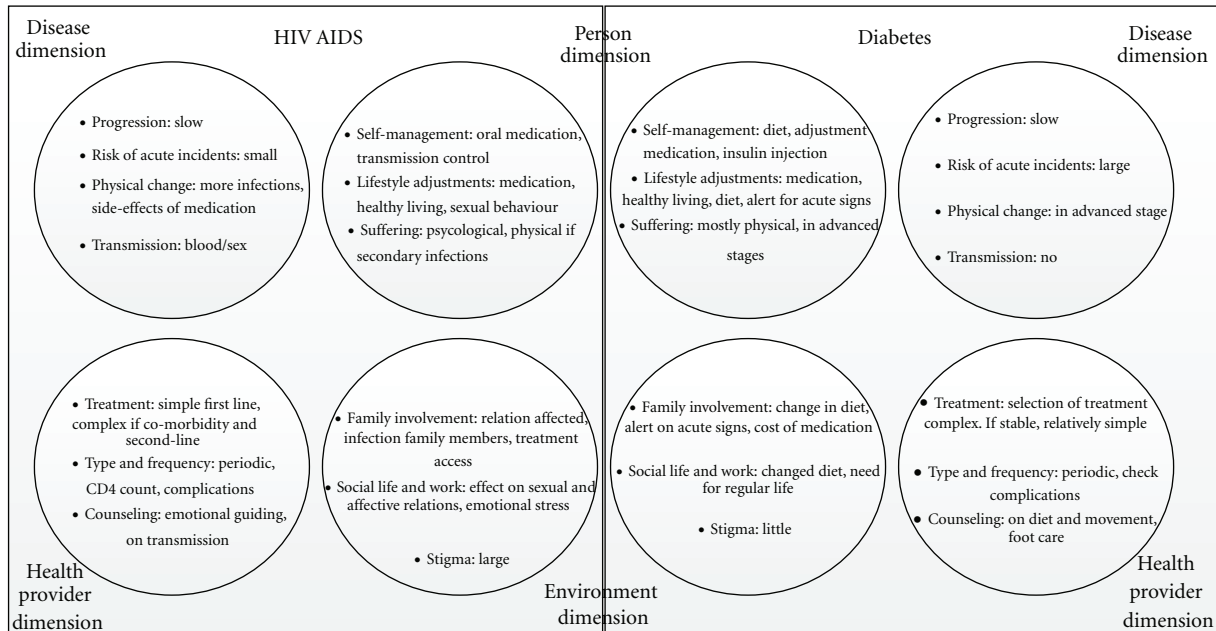 Disease
dimension
HIV AIDS
Person
dimension
Diabetes
Disease
dimension
• Progression: slow
• Risk of acute incidents: small
• Physical change: more infections,
side-effects of medication
• Transmission: blood/sex
• Self-management: oral medication,
transmission control
• Lifestyle adjustments: medication,
healthy living, sexual behaviour
• Suffering: psycological, physical if
secondary infections
• Self-management: diet, adjustment
medication, insulin injection
• Lifestyle adjustments: medication,
healthy living, diet, alert for acute signs
• Suffering: mostly physical, in advanced
stages
• Progression: slow
• Risk of acute incidents: large
• Physical change: in advanced stage
• Transmission: no
• Treatment: simple first line,
complex if co-morbidity and
second-line
• Type and frequency: periodic,
CD4 count, complications
• Counseling: emotional guiding,
on transmission
• Family involvement: relation affected,
infection family members, treatment
access
• Social life and work: effect on sexual and
affective relations, emotional stress
• Stigma: large
• Family involvement: change in diet,
alert on acute signs, cost of medication
• Social life and work: changed diet, need
for regular life
• Stigma: little
• Treatment: selection of treatment
complex. If stable, relatively simple
• Type and frequency: periodic, check
complications
• Counseling: on diet and movement,
foot care
Health
provider
dimension
Environment
dimension
Health
provider
dimension